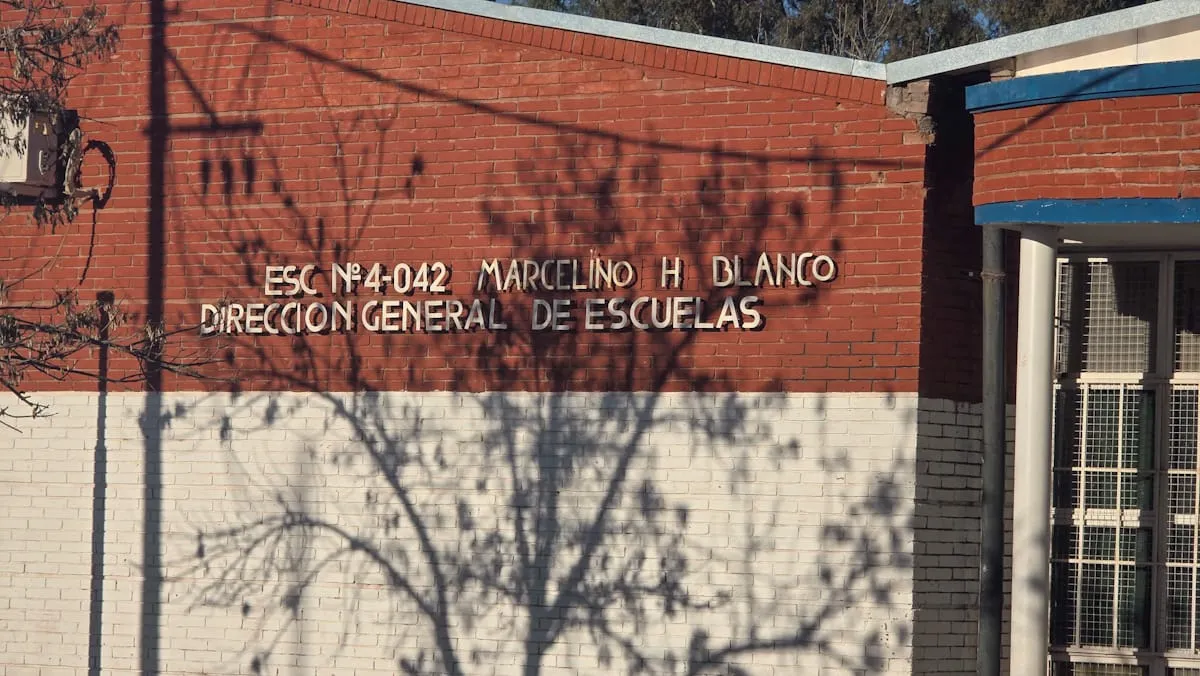 ESC Nº4-042 MARCELINO H BLANCO
DIRECCION GENERAL DE ESCUELAS